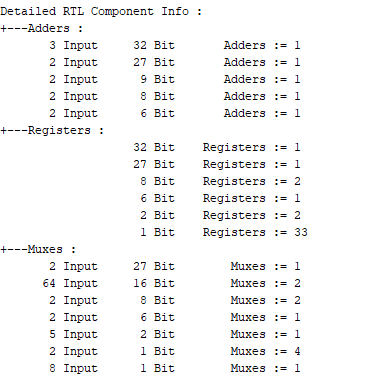 Detailed RTL Component Info :
+---Adders :
3 Input 32 Bit Adders := 1
2 Input 27 Bit Adders := 1
2 Input 9 Bit Adders := 1
2 Input 8 Bit Adders := 1
2 Input 6 Bit Adders := 1
+---Registers :
32 Bit Registers := 1
27 Bit Registers := 1
8 Bit Registers := 2
6 Bit Registers := 1
2 Bit Registers := 2
1 Bit Registers := 33
+---Muxes :
2 Input 27 Bit Muxes := 1
64 Input 16 Bit Muxes := 2
2 Input 8 Bit Muxes := 2
2 Input 6 Bit Muxes := 1
5 Input 2 Bit Muxes := 1
2 Input 1 Bit Muxes := 4
8 Input 1 Bit Muxes := 1